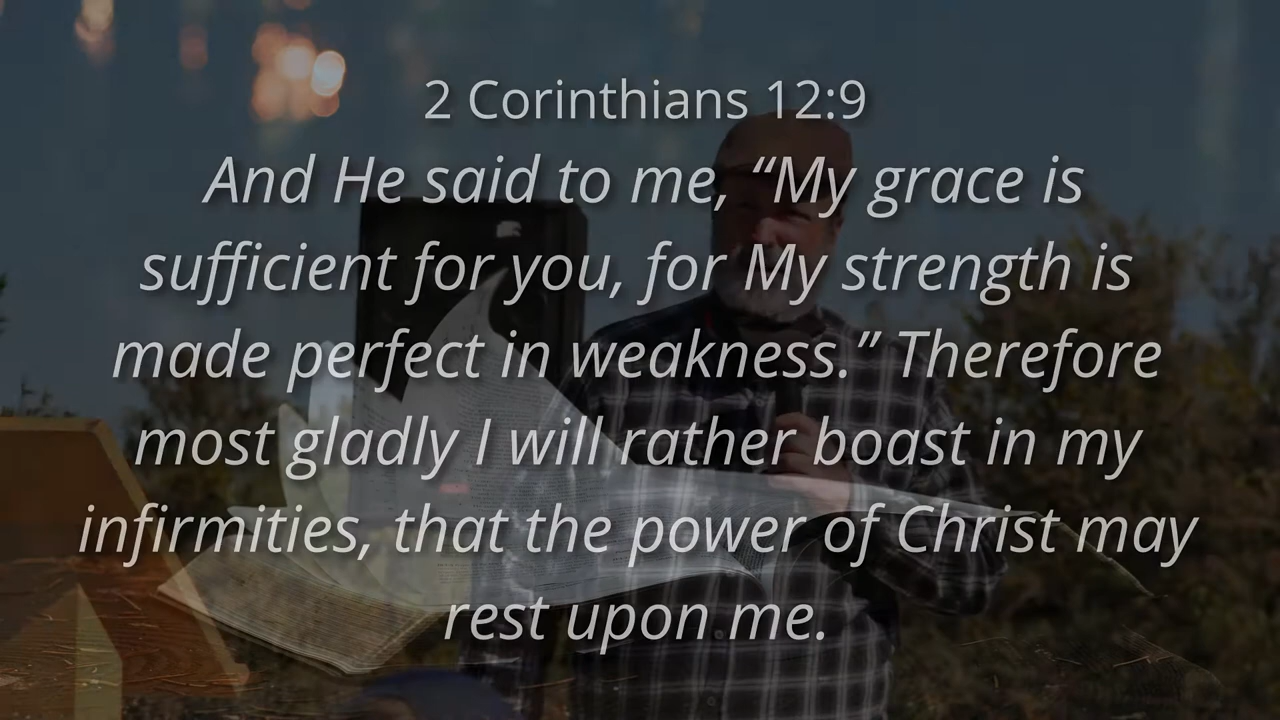 2 Corinthians 12:9
And He said to me, “My grace is
sufficient for you, for My strength is
made perfect in weakness.” Therefore
most gladly I will rather boast in my
infirmities, that the power of Christ may
rest upon me.